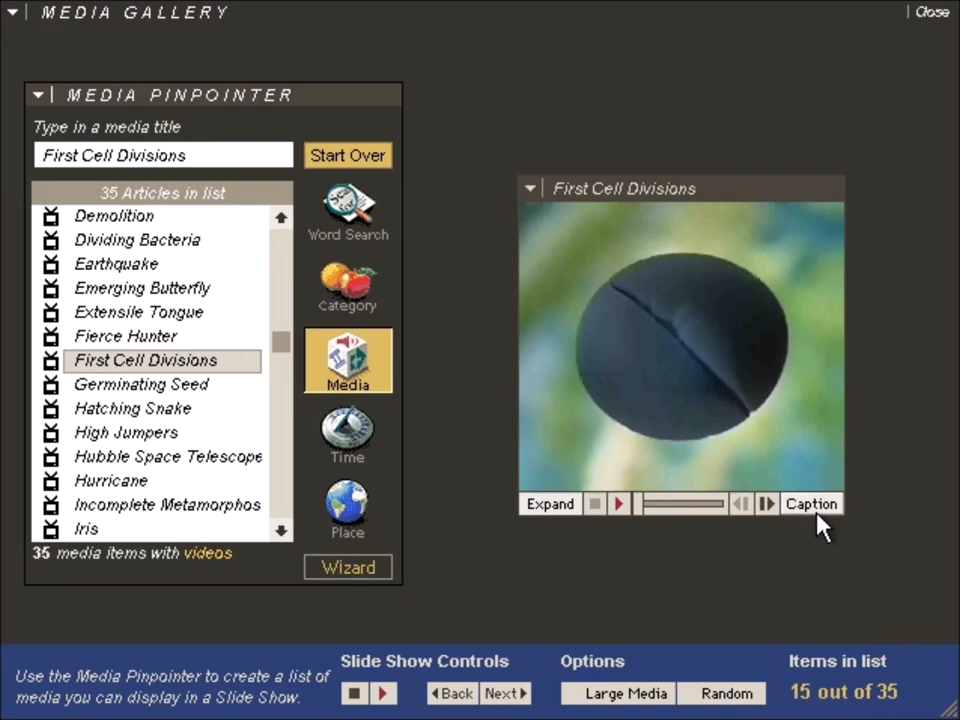 MEDIA GALLERY
Close
MEDIA PINPOINTER
Type in a media title
First Cell Divisions
Start Over
35 Articles in list
Demolition
Dividing Bacteria
Earthquake
Emerging Butterfly
Extensile Tongue
Fierce Hunter
First Cell Divisions
Germinating Seed
Hatching Snake
High Jumpers
Hubble Space Telescope
Hurricane
Incomplete Metamorphos
Iris
35 media items with videos
Word Search
Category
Media
Time
Place
Wizard
First Cell Divisions
Expand
Caption
Use the Media Pinpointer to create a list of
media you can display in a Slide Show.
Slide Show Controls
Back
Next
Options
Large Media
Random
Items in list
15 out of 35